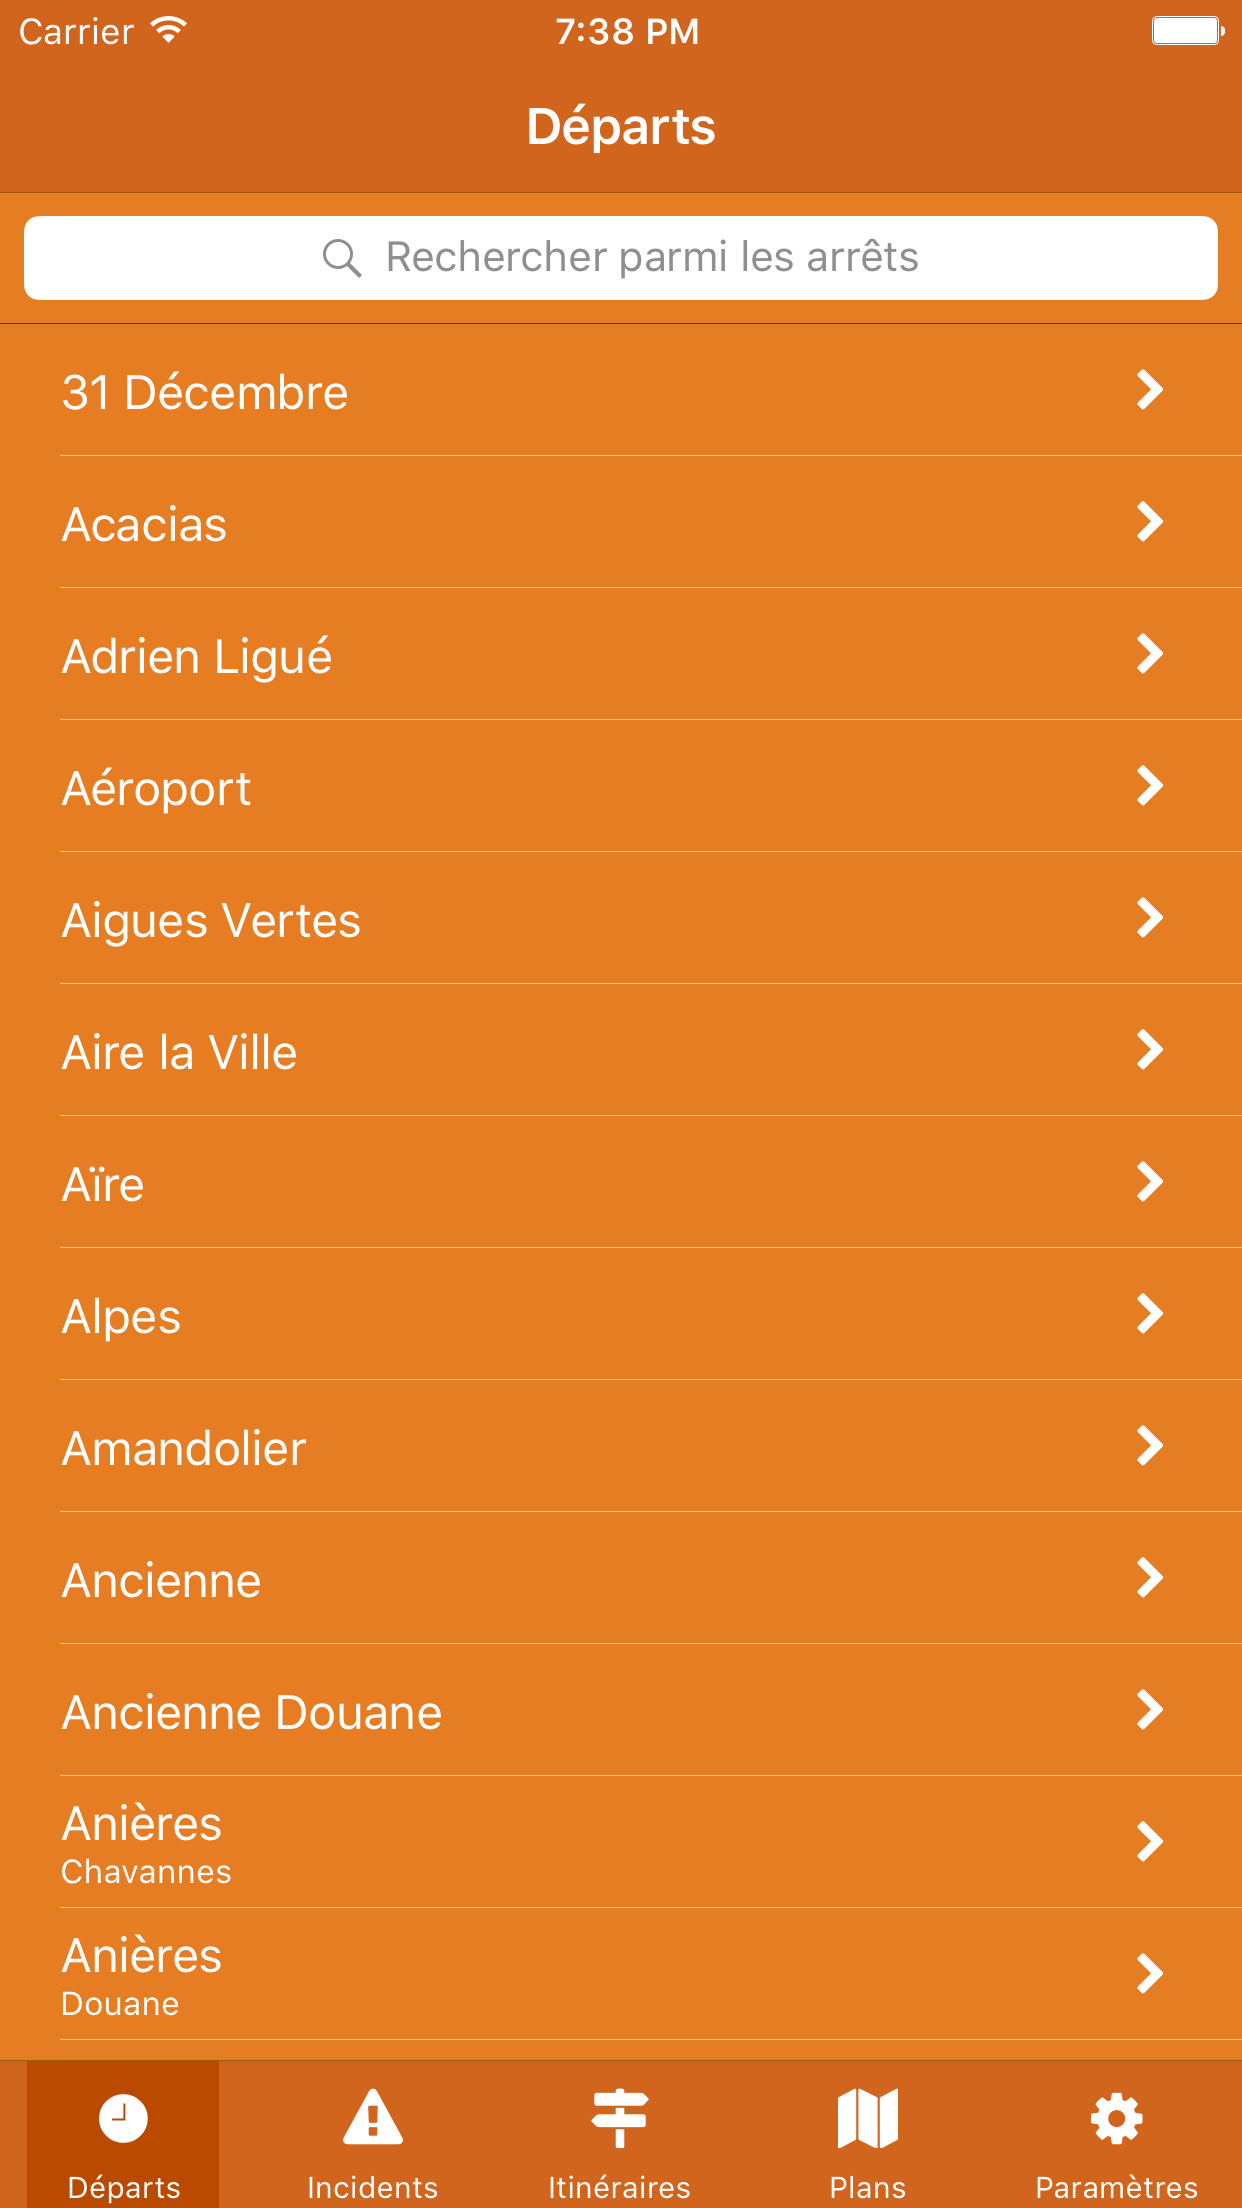 Carrier 7:38 PM
Départs
Rechercher parmi les arrêts
31 Décembre
Acacias
Adrien Ligué
Aéroport
Aigues Vertes
Aire la Ville
Aïre
Alpes
Amandolier
Ancienne
Ancienne Douane
Anières
Chavannes
Anières
Douane
Départs Incidents Itinéraires Plans Paramètres